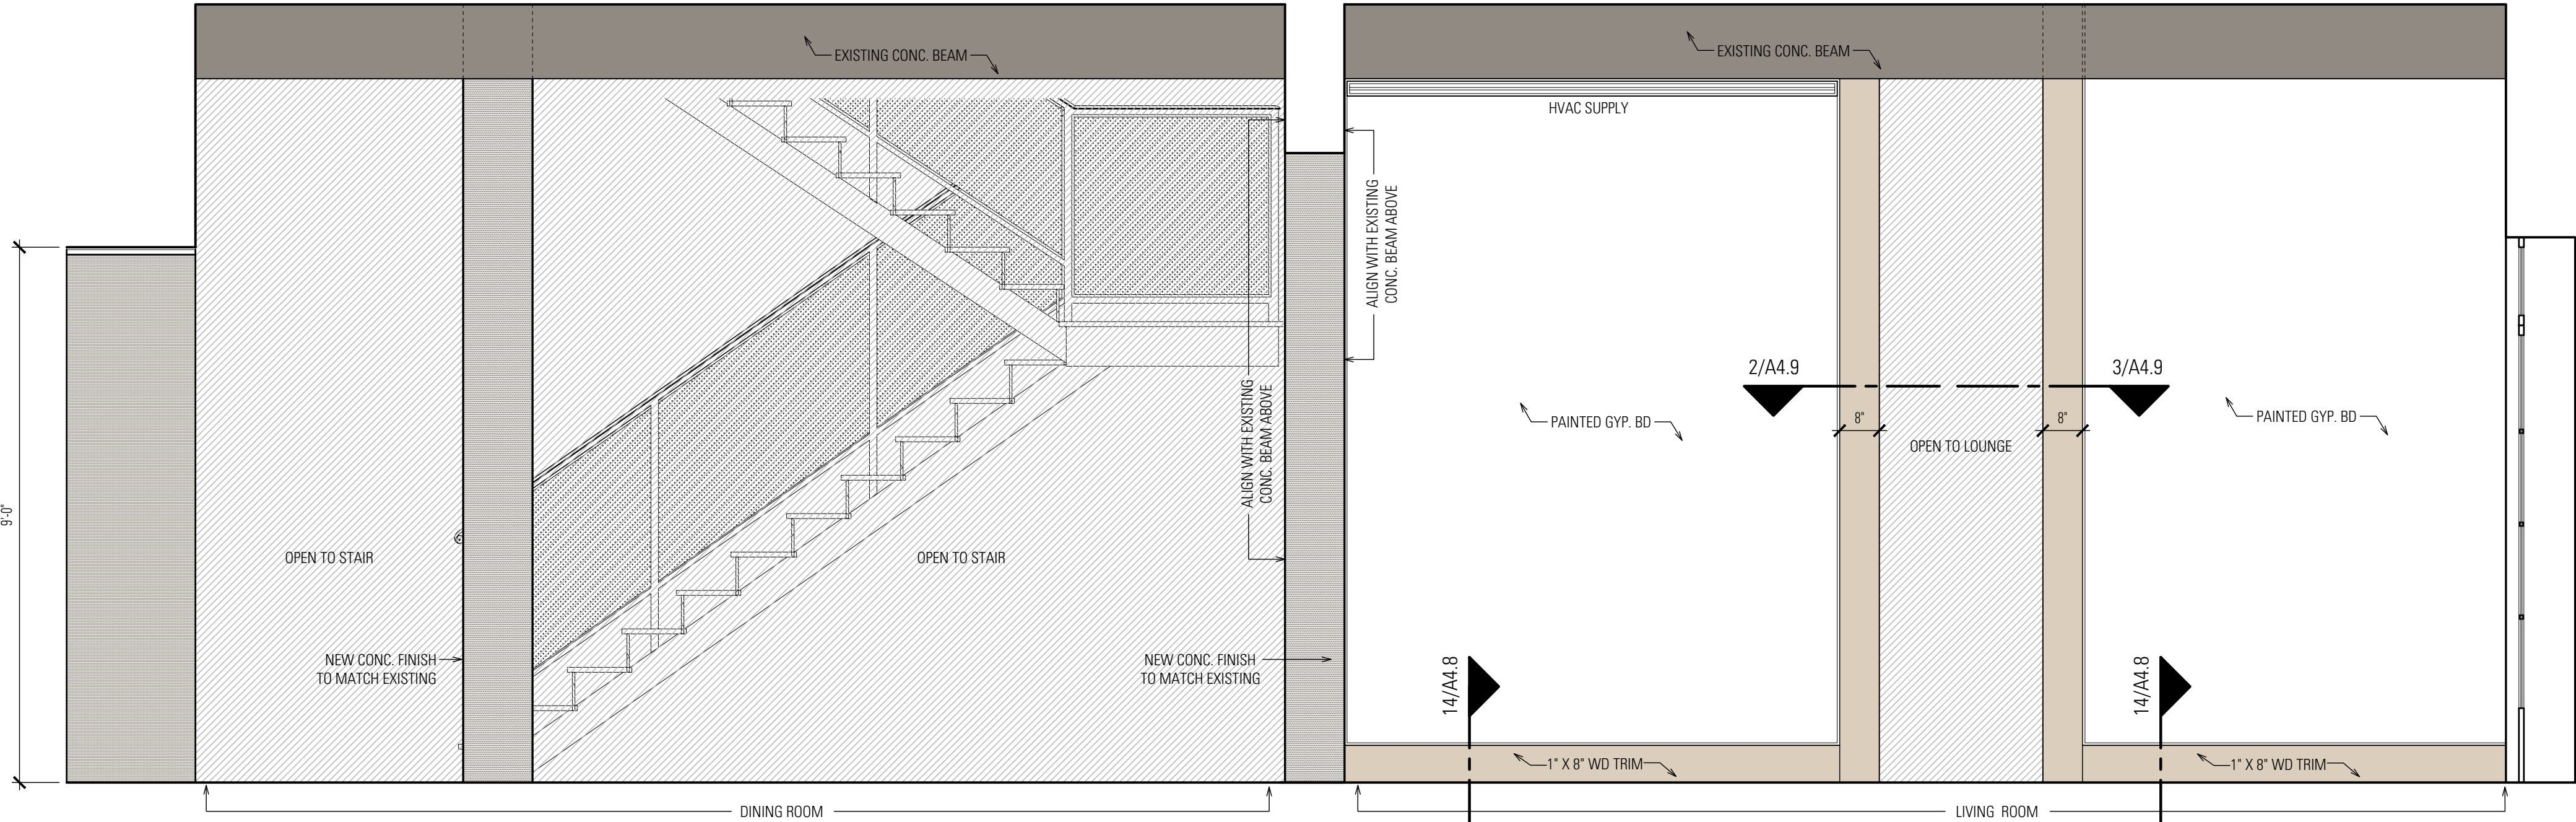 EXISTING CONC. BEAM
EXISTING CONC. BEAM
HVAC SUPPLY
ALIGN WITH EXISTING
CONC. BEAM ABOVE
ALIGN WITH EXISTING
CONC. BEAM ABOVE
2/A4.9
3/A4.9
8"
8"
PAINTED GYP. BD
PAINTED GYP. BD
OPEN TO LOUNGE
9'-0"
OPEN TO STAIR
OPEN TO STAIR
NEW CONC. FINISH
TO MATCH EXISTING
NEW CONC. FINISH
TO MATCH EXISTING
14/A4.8
14/A4.8
1" X 8" WD TRIM
1" X 8" WD TRIM
DINING ROOM
LIVING ROOM